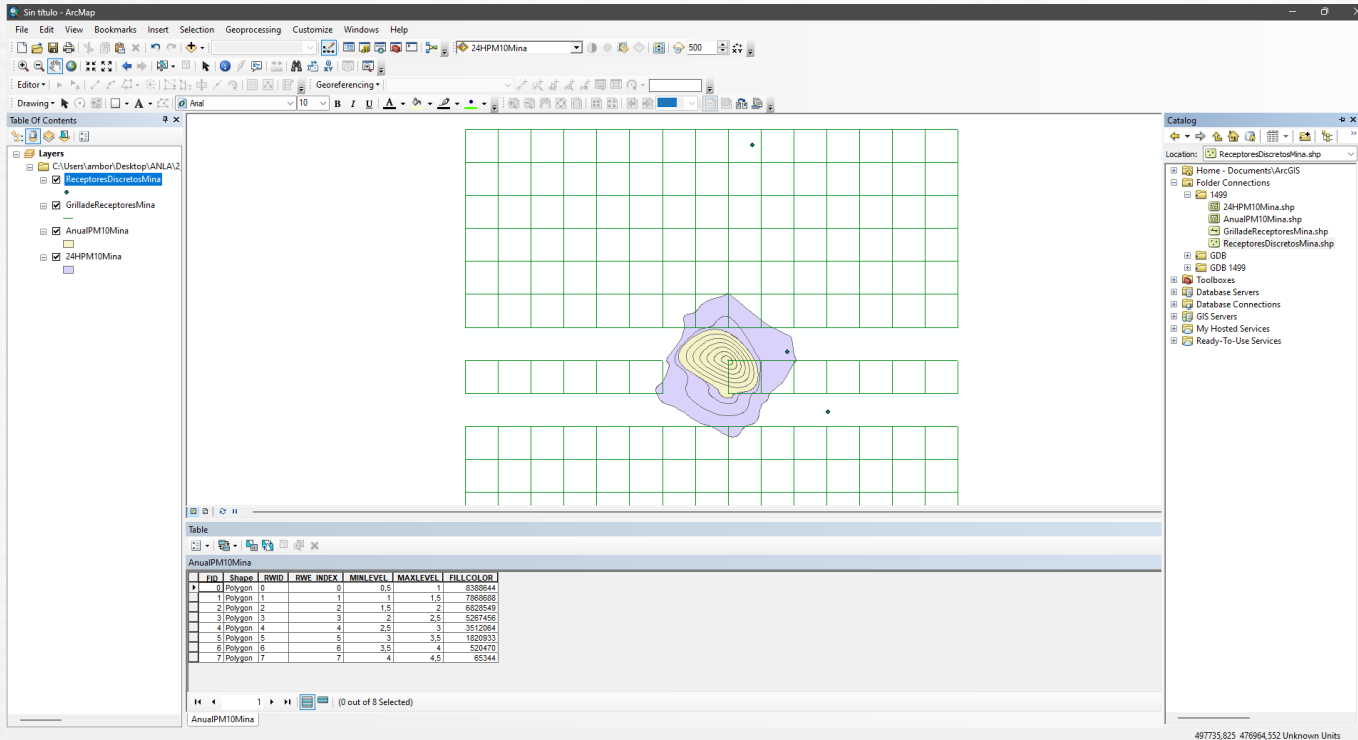 Sin título - ArcMap
File Edit View Bookmarks Insert Selection Geoprocessing Customize Windows Help
24HPM10Mina 500
Editor Georeferencing
Drawing Arial 10 B I U A
Table Of Contents
Layers
C:\Users\ambor\Desktop\ANLA\2
ReceptoresDiscretosMina
GrilladeReceptoresMina
AnualPM10Mina
24HPM10Mina
Table
AnualPM10Mina
FID Shape RWID RWE_INDEX MINLEVEL MAXLEVEL FILLCOLOR
0 Polygon 0 0 0,5 1 8388644
1 Polygon 1 1 1 1,5 7868688
2 Polygon 2 2 1,5 2 6828549
3 Polygon 3 3 2 2,5 5267456
4 Polygon 4 4 2,5 3 3512064
5 Polygon 5 5 3 3,5 1820933
6 Polygon 6 6 3,5 4 520470
7 Polygon 7 7 4 4,5 65344
1 (0 out of 8 Selected)
AnualPM10Mina
Catalog
Location: ReceptoresDiscretosMina.shp
Home - Documents\ArcGIS
Folder Connections
1499
24HPM10Mina.shp
AnualPM10Mina.shp
GrilladeReceptoresMina.shp
ReceptoresDiscretosMina.shp
GDB
GDB 1499
Toolboxes
Database Servers
Database Connections
GIS Servers
My Hosted Services
Ready-To-Use Services
497735,825 476964,552 Unknown Units